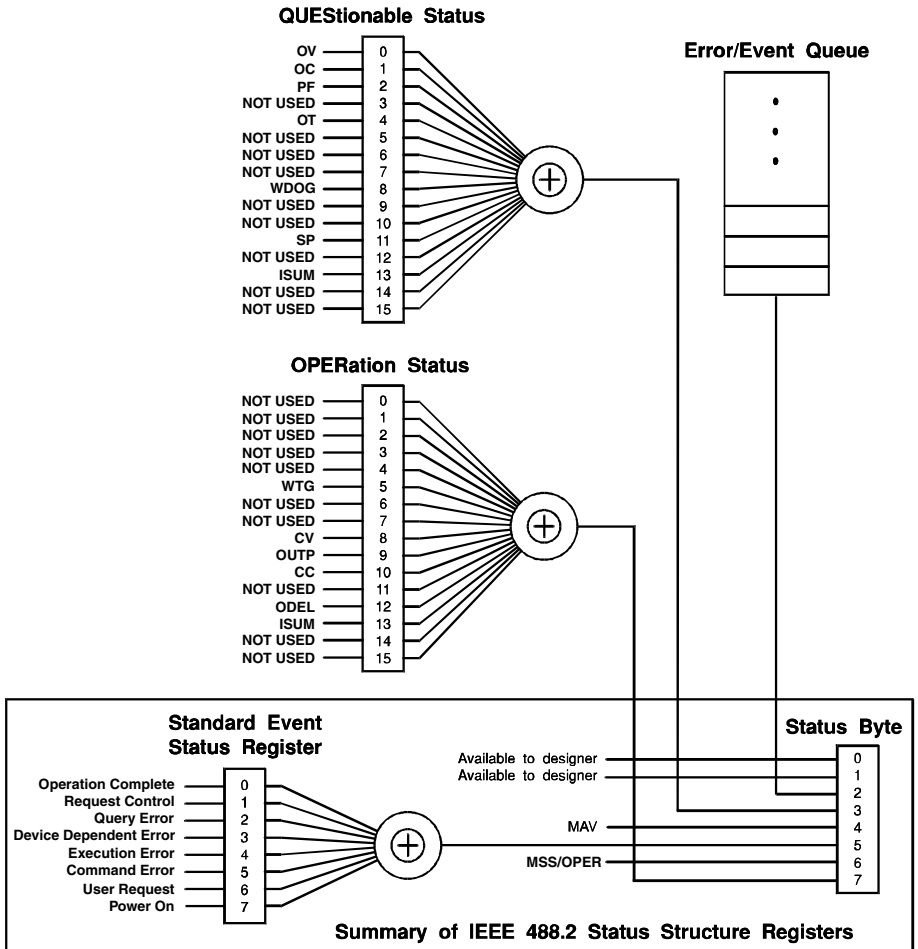 QUEStionable Status
OV 0
OC 1
PF 2
NOT USED 3
OT 4
NOT USED 5
NOT USED 6
NOT USED 7
WDOG 8
NOT USED 9
NOT USED 10
SP 11
NOT USED 12
ISUM 13
NOT USED 14
NOT USED 15
+
Error/Event Queue
OPERation Status
NOT USED 0
NOT USED 1
NOT USED 2
NOT USED 3
NOT USED 4
WTG 5
NOT USED 6
NOT USED 7
CV 8
OUTP 9
CC 10
NOT USED 11
ODEL 12
ISUM 13
NOT USED 14
NOT USED 15
+
Standard Event
Status Register
Operation Complete 0
Request Control 1
Query Error 2
Device Dependent Error 3
Execution Error 4
Command Error 5
User Request 6
Power On 7
+
Status Byte
Available to designer 0
Available to designer 1
2
3
MAV 4
5
MSS/OPER 6
7
Summary of IEEE 488.2 Status Structure Registers